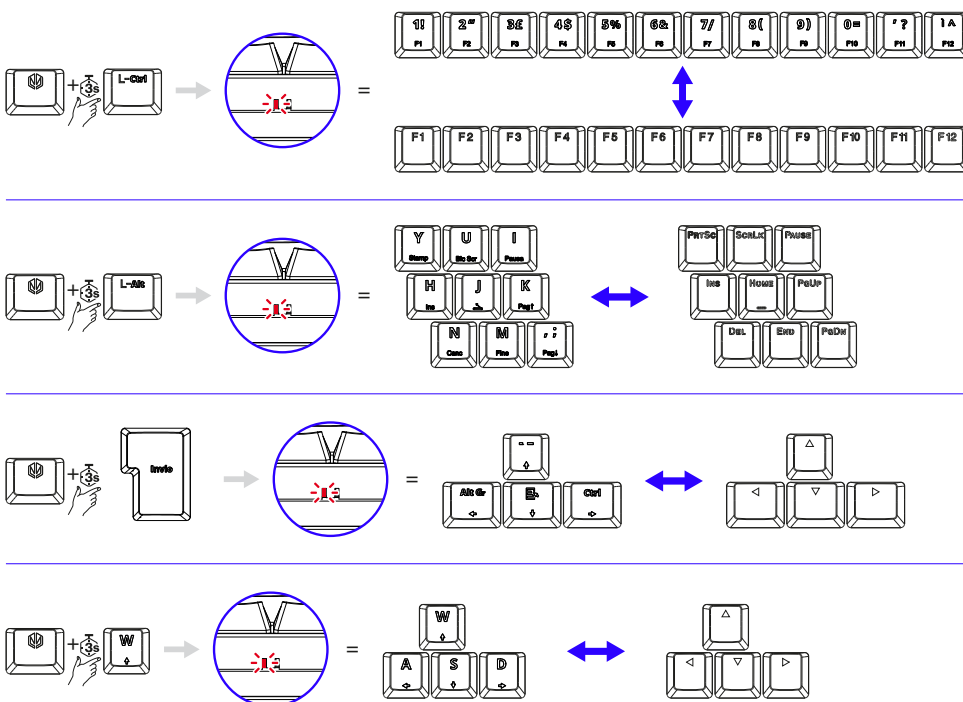 1! 2" 3£ 4$ 5% 6& 7/ 8( 9) 0= '? ì^
F1 F2 F3 F4 F5 F6 F7 F8 F9 F10 F11 F12
+ 3s L-Ctrl =
F1 F2 F3 F4 F5 F6 F7 F8 F9 F10 F11 F12
Y U I PRTSC SCRLK PAUSE
Stamp Blc Scr Pause
+ 3s L-Alt = H J K INS HOME PGUP
Ins Pag↑
N M ,; DEL END PGDN
Canc Fine Pag↓
+ 3s Invio = -_
Alt Gr Ctrl
+ 3s W = W
A S D